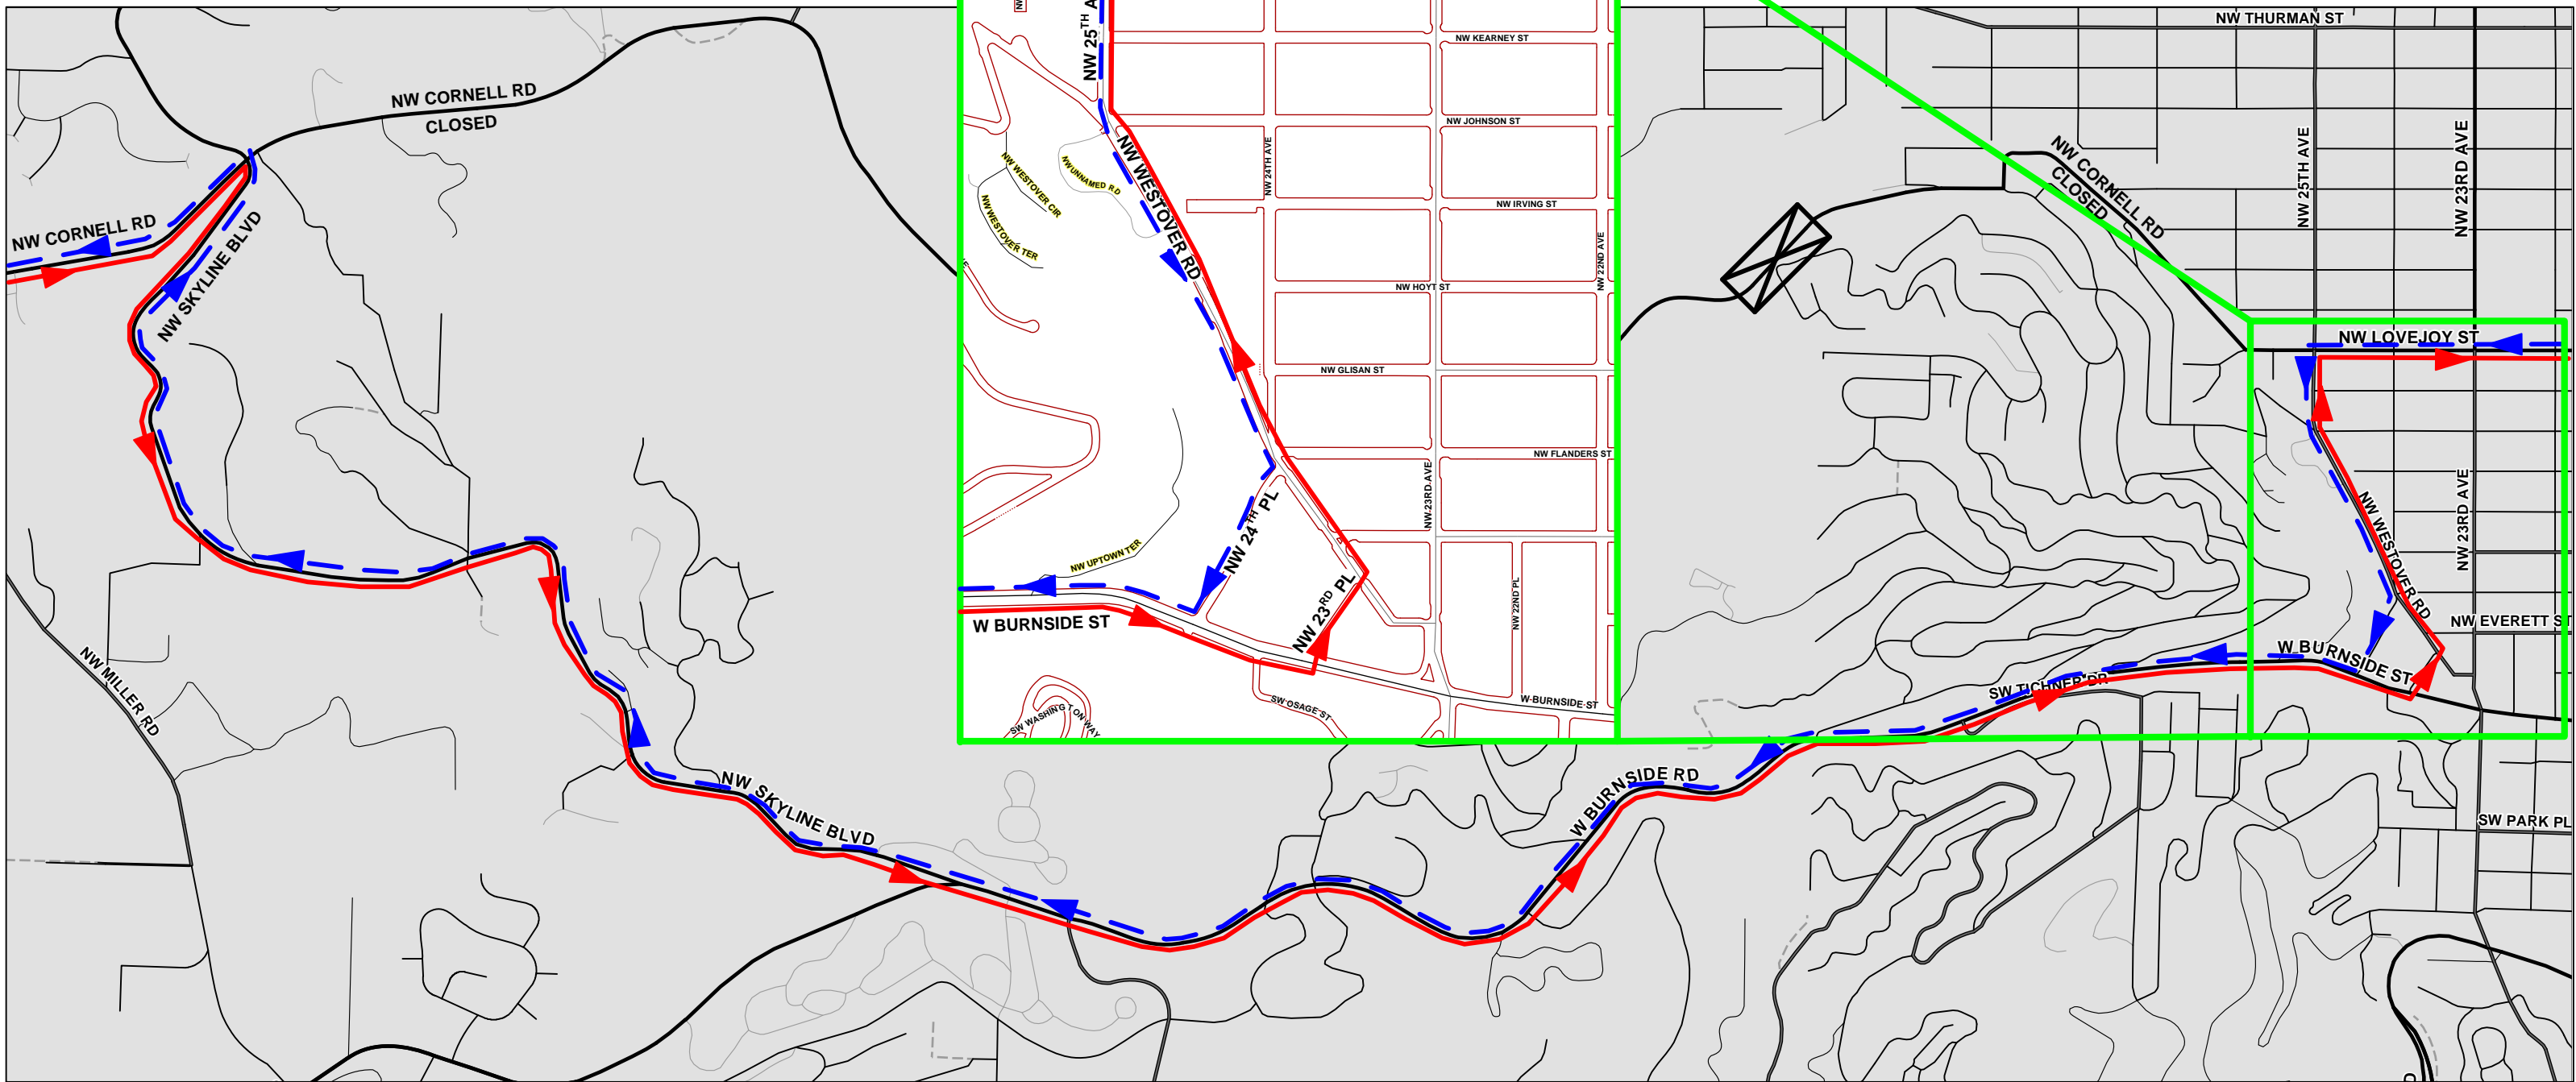 NW THURMAN ST
NW CORNELL RD
CLOSED
NW CORNELL RD
NW SKYLINE BLVD
NW 25TH A
NW
NW KEARNEY ST
NW JOHNSON ST
NW 24TH AVE
NW IRVING ST
NW 22ND AVE
NW HOYT ST
NW GLISAN ST
NW FLANDERS ST
NW 23RD AVE
NW 22ND PL
NW WESTOVER RD
NW WESTOVER CIR
NW UNNAMED RD
NW WESTOVER TER
NW UPTOWN TER
NW 24TH PL
NW 23RD PL
W BURNSIDE ST
W BURNSIDE ST
SW OSAGE ST
SW WASHINGTON WAY
NW CORNELL RD
CLOSED
NW 25TH AVE
NW 23RD AVE
NW LOVEJOY ST
NW WESTOVER RD
NW 23RD AVE
NW EVERETT ST
W BURNSIDE ST
SW TICHNER DR
NW MILLER RD
NW SKYLINE BLVD
W BURNSIDE RD
SW PARK PL